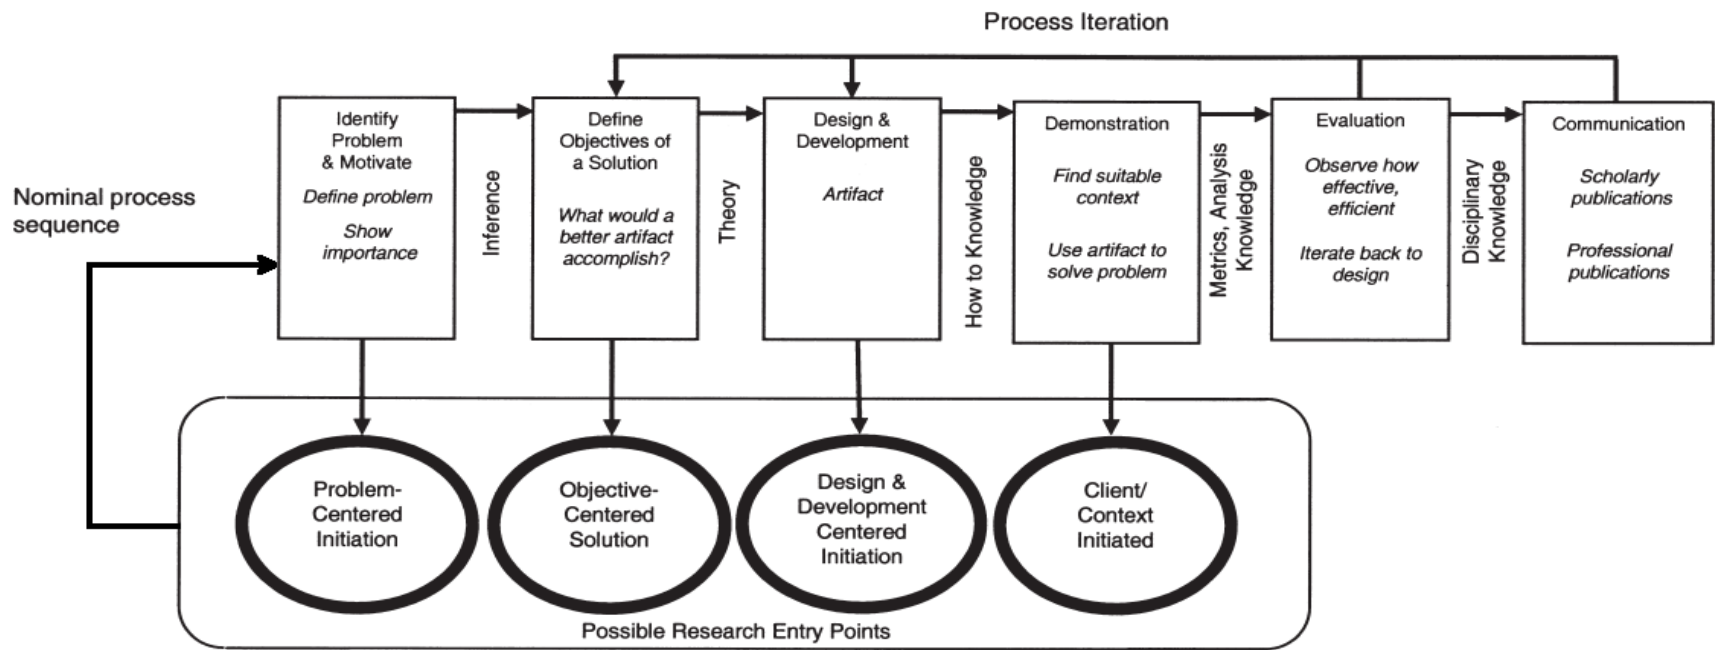 Process Iteration
Nominal process
sequence
Identify
Problem
& Motivate
Define problem
Show
importance
Inference
Define
Objectives of
a Solution
What would a
better artifact
accomplish?
Theory
Design &
Development
Artifact
How to Knowledge
Demonstration
Find suitable
context
Use artifact to
solve problem
Metrics, Analysis
Knowledge
Evaluation
Observe how
effective,
efficient
Iterate back to
design
Disciplinary
Knowledge
Communication
Scholarly
publications
Professional
publications
Problem-
Centered
Initiation
Objective-
Centered
Solution
Design &
Development
Centered
Initiation
Client/
Context
Initiated
Possible Research Entry Points